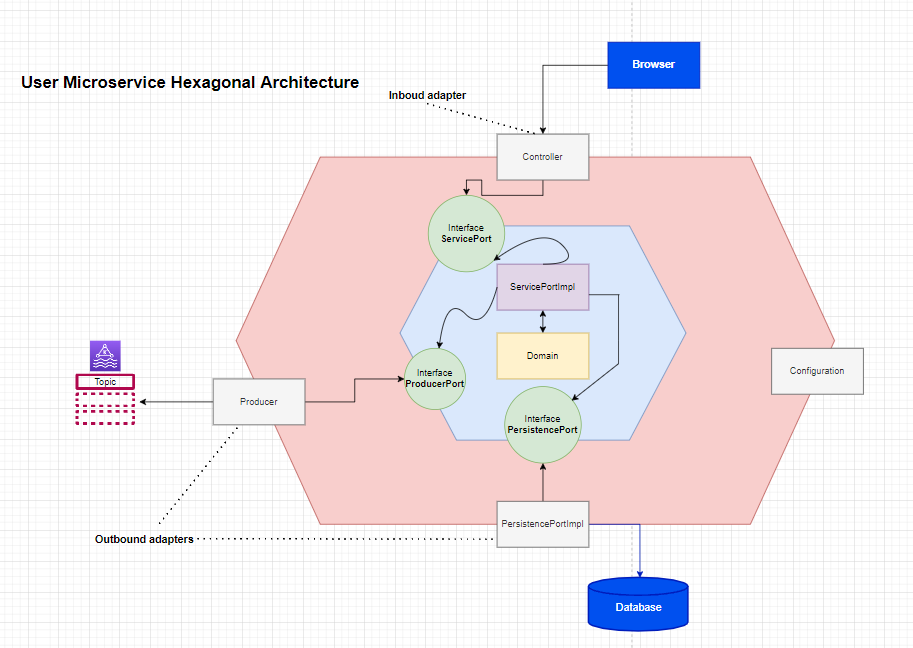 Browser
User Microservice Hexagonal Architecture
Inboud adapter
Controller
Interface
ServicePort
ServicePortImpl
Domain
Configuration
Interface
ProducerPort
Topic
Producer
Interface
PersistencePort
PersistencePortImpl
Outbound adapters
Database